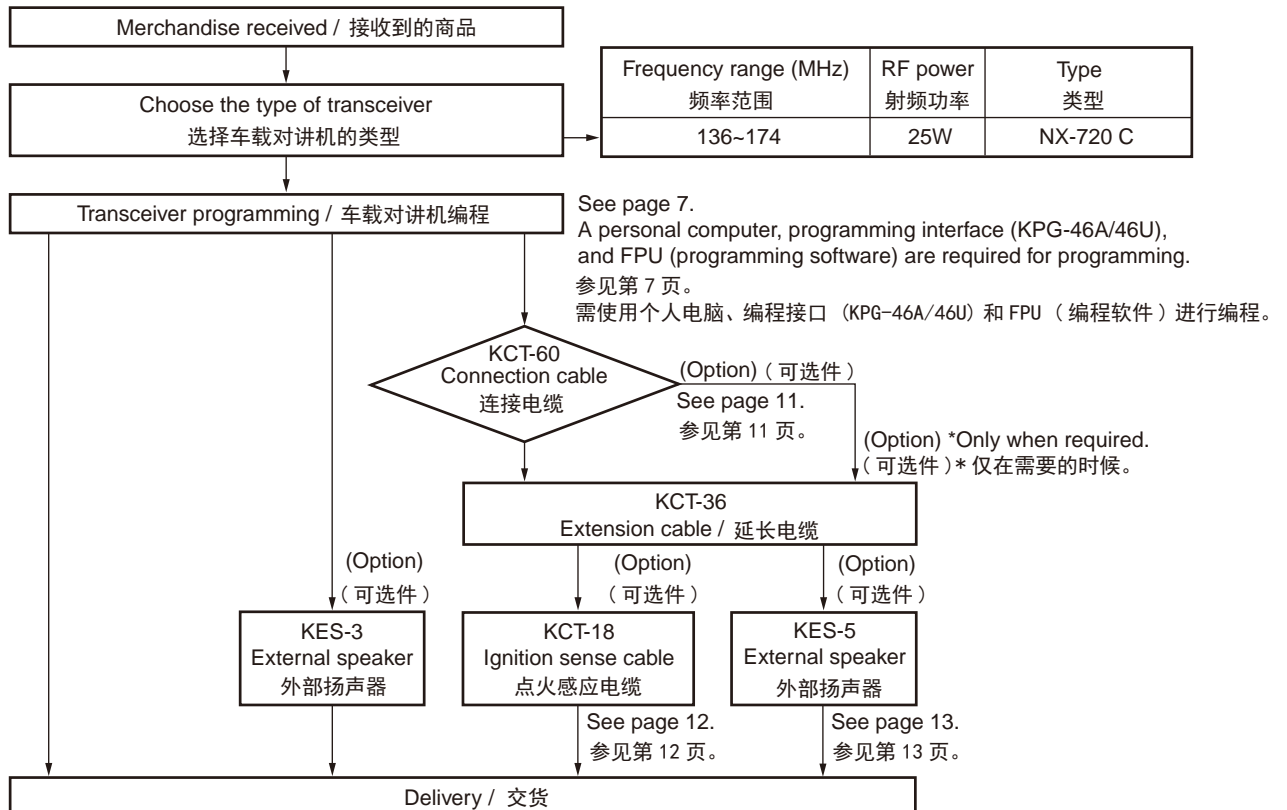 Merchandise received / 接收到的商品
Choose the type of transceiver
选择车载对讲机的类型
Frequency range (MHz)
频率范围
RF power
射频功率
Type
类型
136~174
25W
NX-720 C
Transceiver programming / 车载对讲机编程
See page 7.
A personal computer, programming interface (KPG-46A/46U),
and FPU (programming software) are required for programming.
参见第 7 页。
需使用个人电脑、编程接口 (KPG-46A/46U) 和 FPU ( 编程软件 ) 进行编程。
KCT-60
Connection cable
连接电缆
(Option) ( 可选件 )
See page 11.
参见第 11 页。
(Option) *Only when required.
( 可选件 )* 仅在需要的时候。
KCT-36
Extension cable / 延长电缆
(Option)
( 可选件 )
(Option)
( 可选件 )
(Option)
( 可选件 )
KES-3
External speaker
外部扬声器
KCT-18
Ignition sense cable
点火感应电缆
KES-5
External speaker
外部扬声器
See page 12.
参见第 12 页。
See page 13.
参见第 13 页。
Delivery / 交货